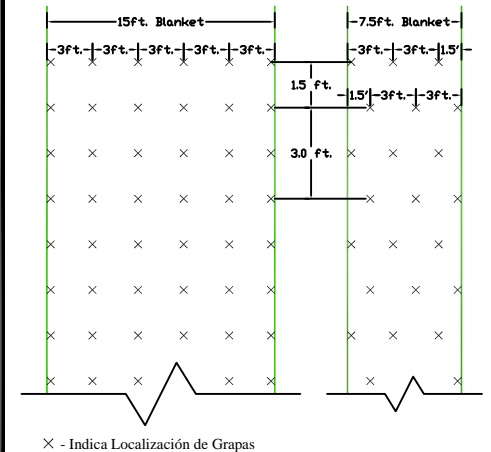 15ft. Blanket
7.5ft. Blanket
3ft. 3ft. 3ft. 3ft. 3ft.
3ft. 3ft. 1.5'
1.5 ft.
1.5' 3ft. 3ft.
3.0 ft.
× - Indica Localización de Grapas